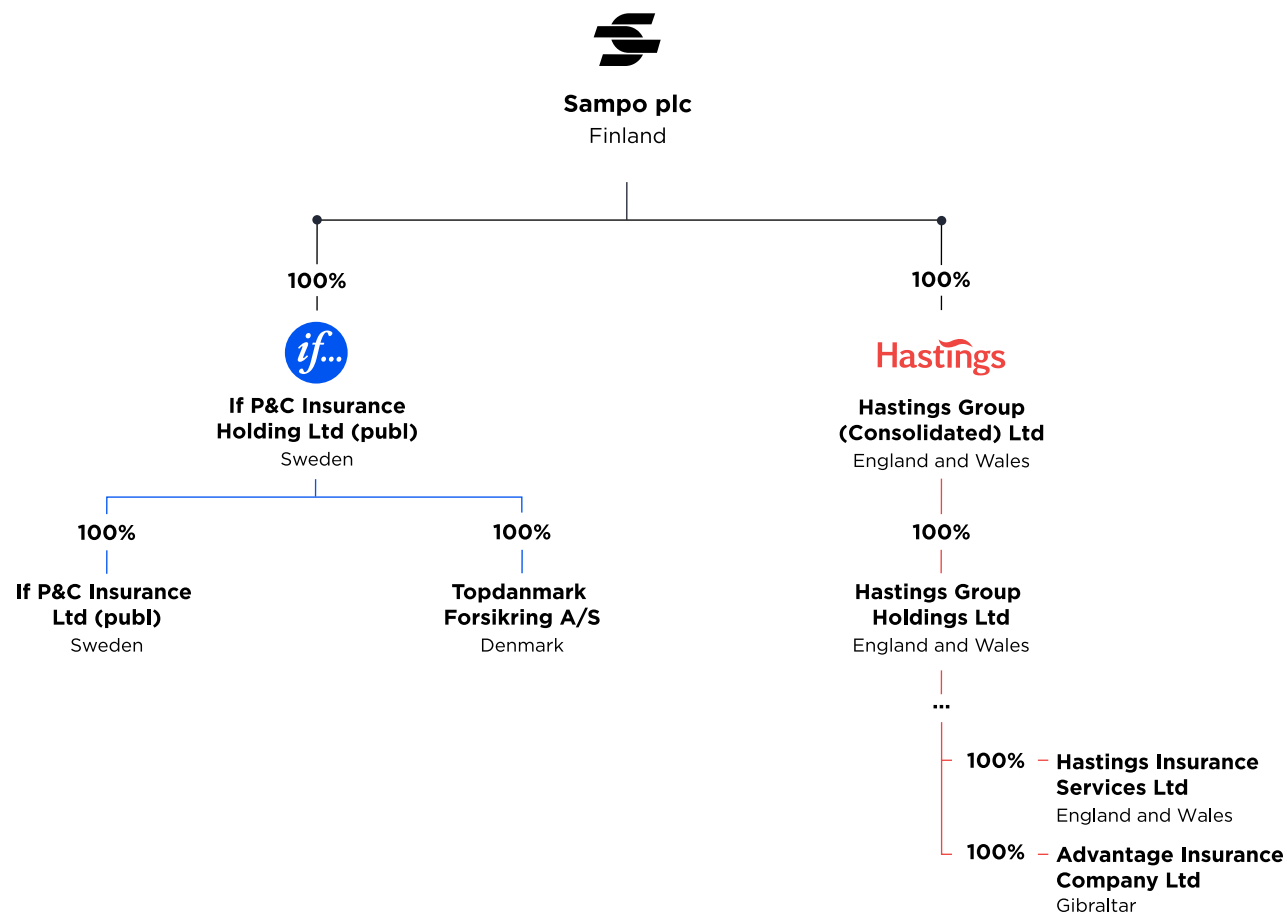 Sampo plc
Finland
100%
100%
if...
Hastings
If P&C Insurance
Holding Ltd (publ)
Sweden
Hastings Group
(Consolidated) Ltd
England and Wales
100%
100%
100%
If P&C Insurance
Ltd (publ)
Sweden
Topdanmark
Forsikring A/S
Denmark
Hastings Group
Holdings Ltd
England and Wales
...
100%
Hastings Insurance
Services Ltd
England and Wales
100%
Advantage Insurance
Company Ltd
Gibraltar